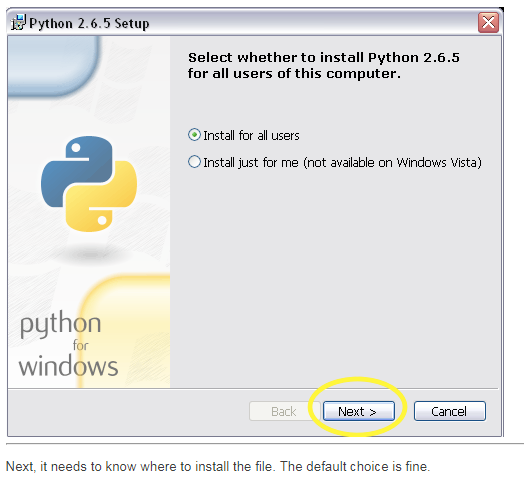 Python 2.6.5 Setup
Select whether to install Python 2.6.5
for all users of this computer.
Install for all users
Install just for me (not available on Windows Vista)
python
for
windows
Back
Next >
Cancel
Next, it needs to know where to install the file. The default choice is fine.